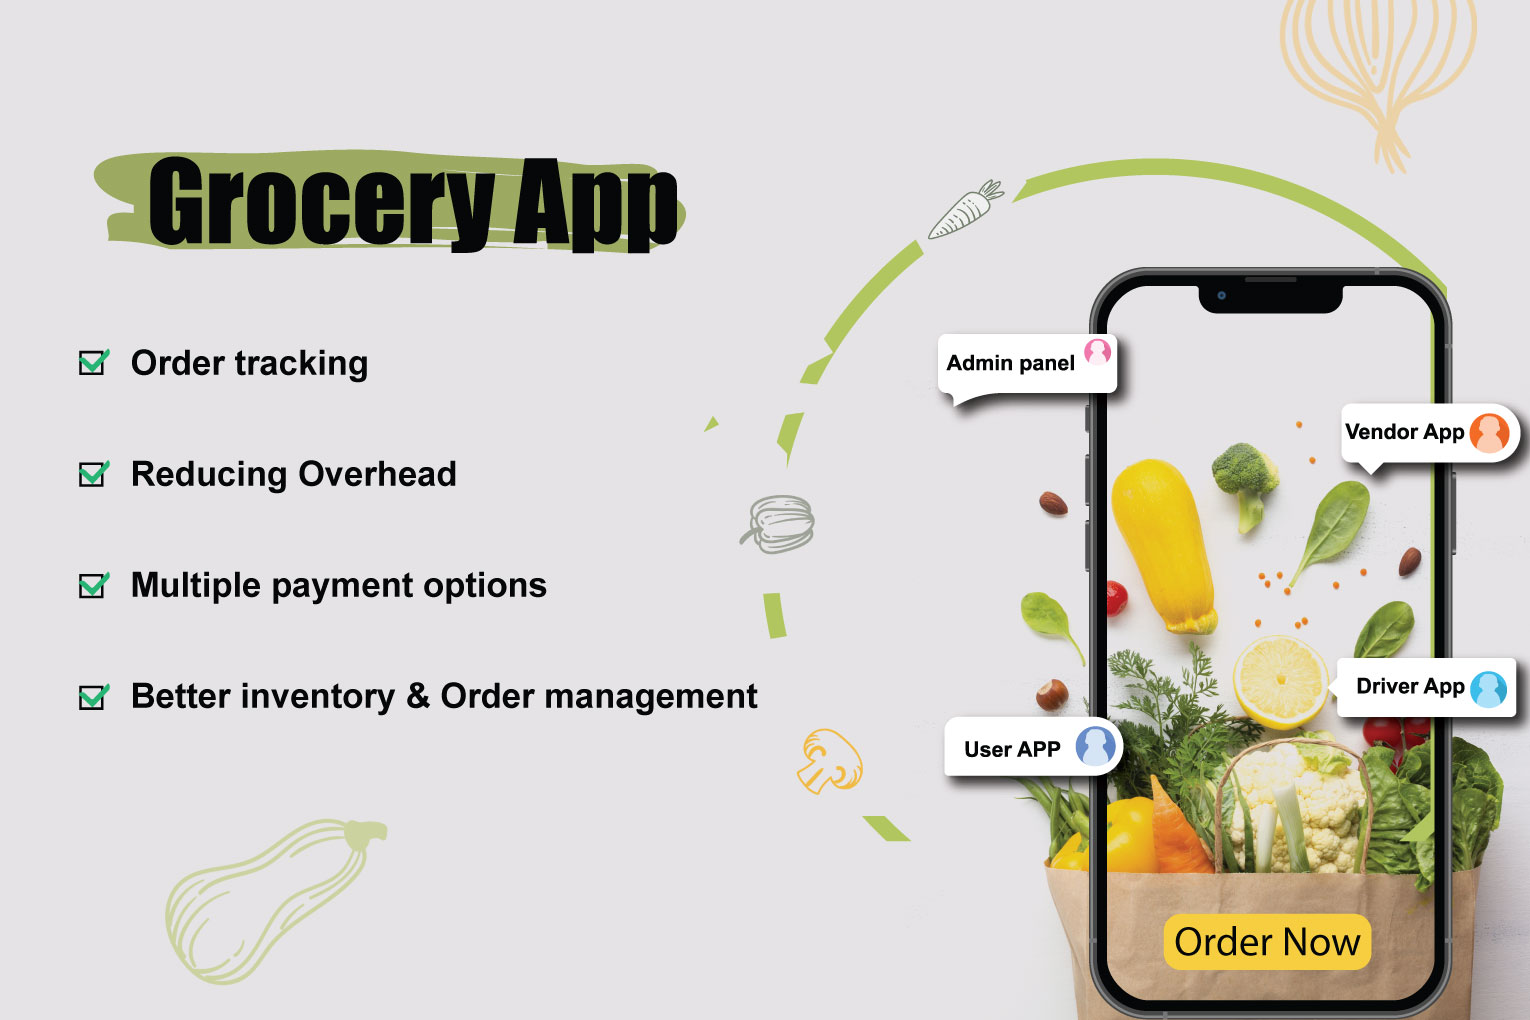 Grocery App
Order tracking
Reducing Overhead
Multiple payment options
Better inventory & Order management
Admin panel
Vendor App
Driver App
User APP
Order Now